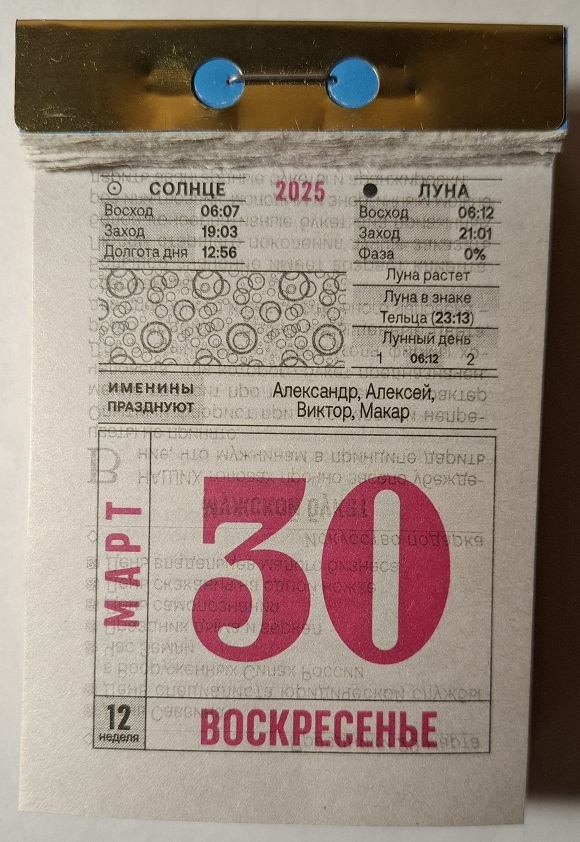 СОЛНЦЕ
Восход 06:07
Заход 19:03
Долгота дня 12:56
2025
ЛУНА
Восход 06:12
Заход 21:01
Фаза 0%
Луна растет
Луна в знаке
Тельца (23:13)
Лунный день
1 06:12 2
ИМЕНИНЫ
ПРАЗДНУЮТ
Александр, Алексей,
Виктор, Макар
МАРТ
30
12
неделя
ВОСКРЕСЕНЬЕ